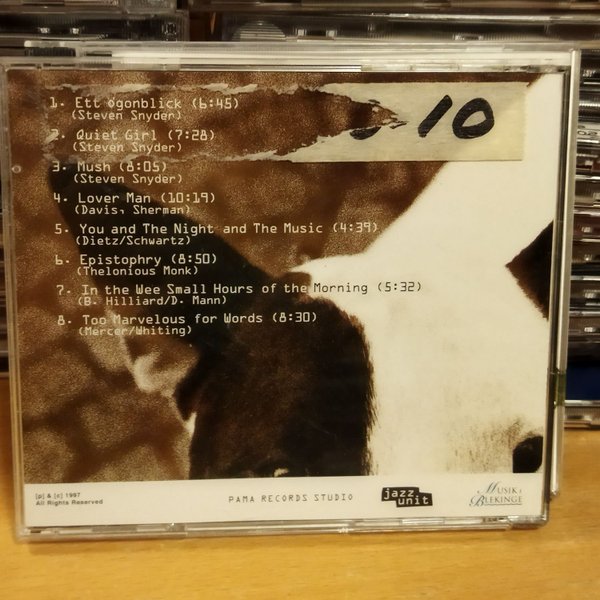 1. Ett ögonblick (6:45)
(Steven Snyder)
10
2. Quiet Girl (7:28)
(Steven Snyder)
3. Mush (8:05)
(Steven Snyder)
4. Lover Man (10:19)
(Davis, Sherman)
5. You and The Night and The Music (4:39)
(Dietz/Schwartz)
6. Epistophry (8:50)
(Thelonious Monk)
7. In the Wee Small Hours of the Morning (5:32)
(B. Hilliard/D. Mann)
8. Too Marvelous for Words (8:30)
(Mercer/Whiting)
[p] & [c] 1997
All Rights Reserved
PAMA RECORDS STUDIO
jazz
unit
MUSIK I
BLEKINGE